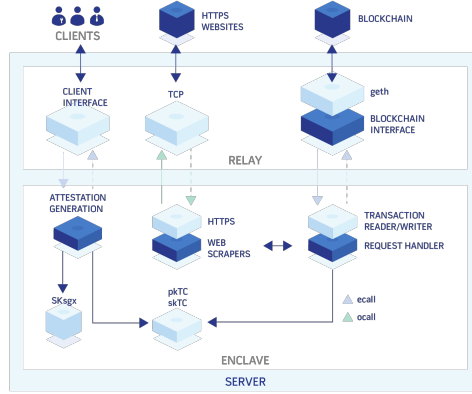 CLIENTS
HTTPS
WEBSITES
BLOCKCHAIN
CLIENT
INTERFACE
TCP
geth
BLOCKCHAIN
INTERFACE
RELAY
ATTESTATION
GENERATION
HTTPS
WEB
SCRAPERS
TRANSACTION
READER/WRITER
REQUEST HANDLER
SKsgx
pkTC
skTC
ecall
ocall
ENCLAVE
SERVER